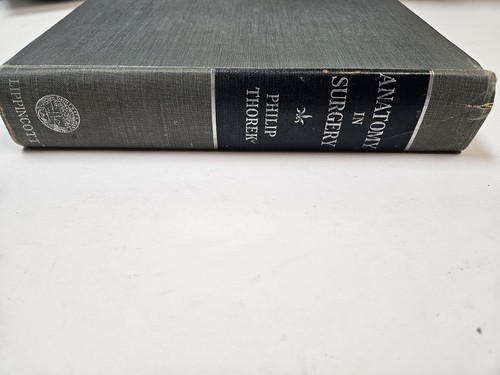 ANATOMY
IN
SURGERY
PHILIP
THOREK
LIPPINCOTT